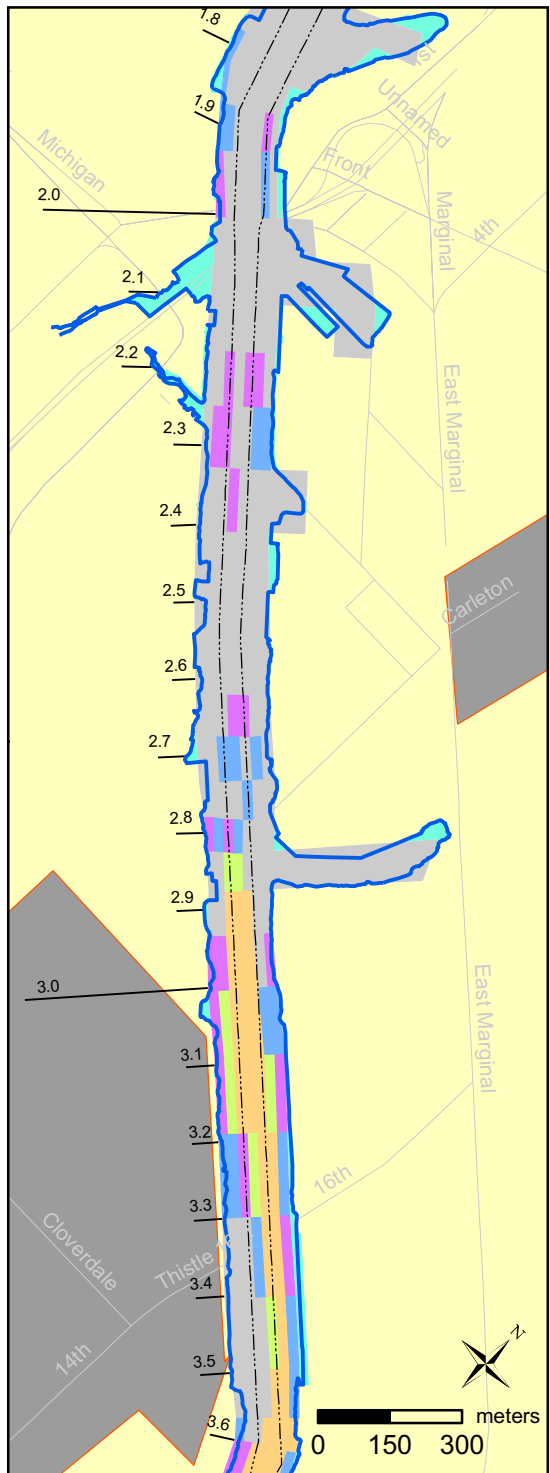 1.8
1st
1.9
Unnamed
Michigan
Front
2.0
Marginal
4th
2.1
2.2
East Marginal
2.3
2.4
2.5
Carleton
2.6
2.7
2.8
2.9
3.0
East Marginal
3.1
3.2
16th
3.3
Cloverdale
Thistle
3.4
14th
3.5
N
3.6
meters
0 150 300